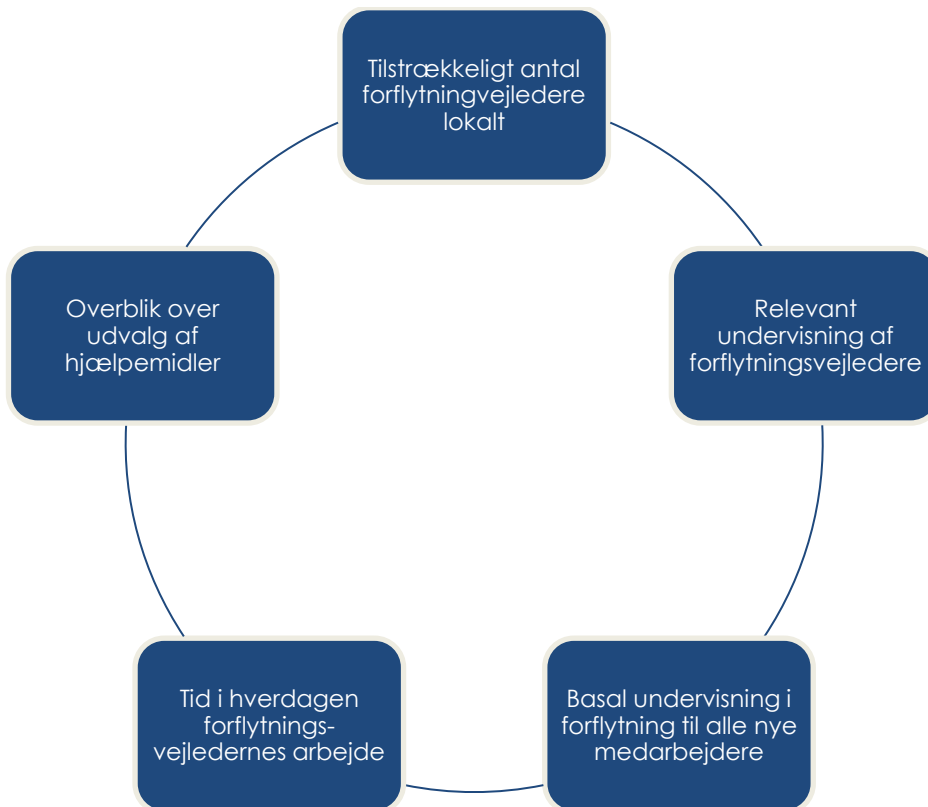 Tilstrækkeligt antal
forflytningvejledere
lokalt
Relevant
undervisning af
forflytningsvejledere
Basal undervisning i
forflytning til alle nye
medarbejdere
Tid i hverdagen
forflytnings-
vejledernes arbejde
Overblik over
udvalg af
hjælpemidler